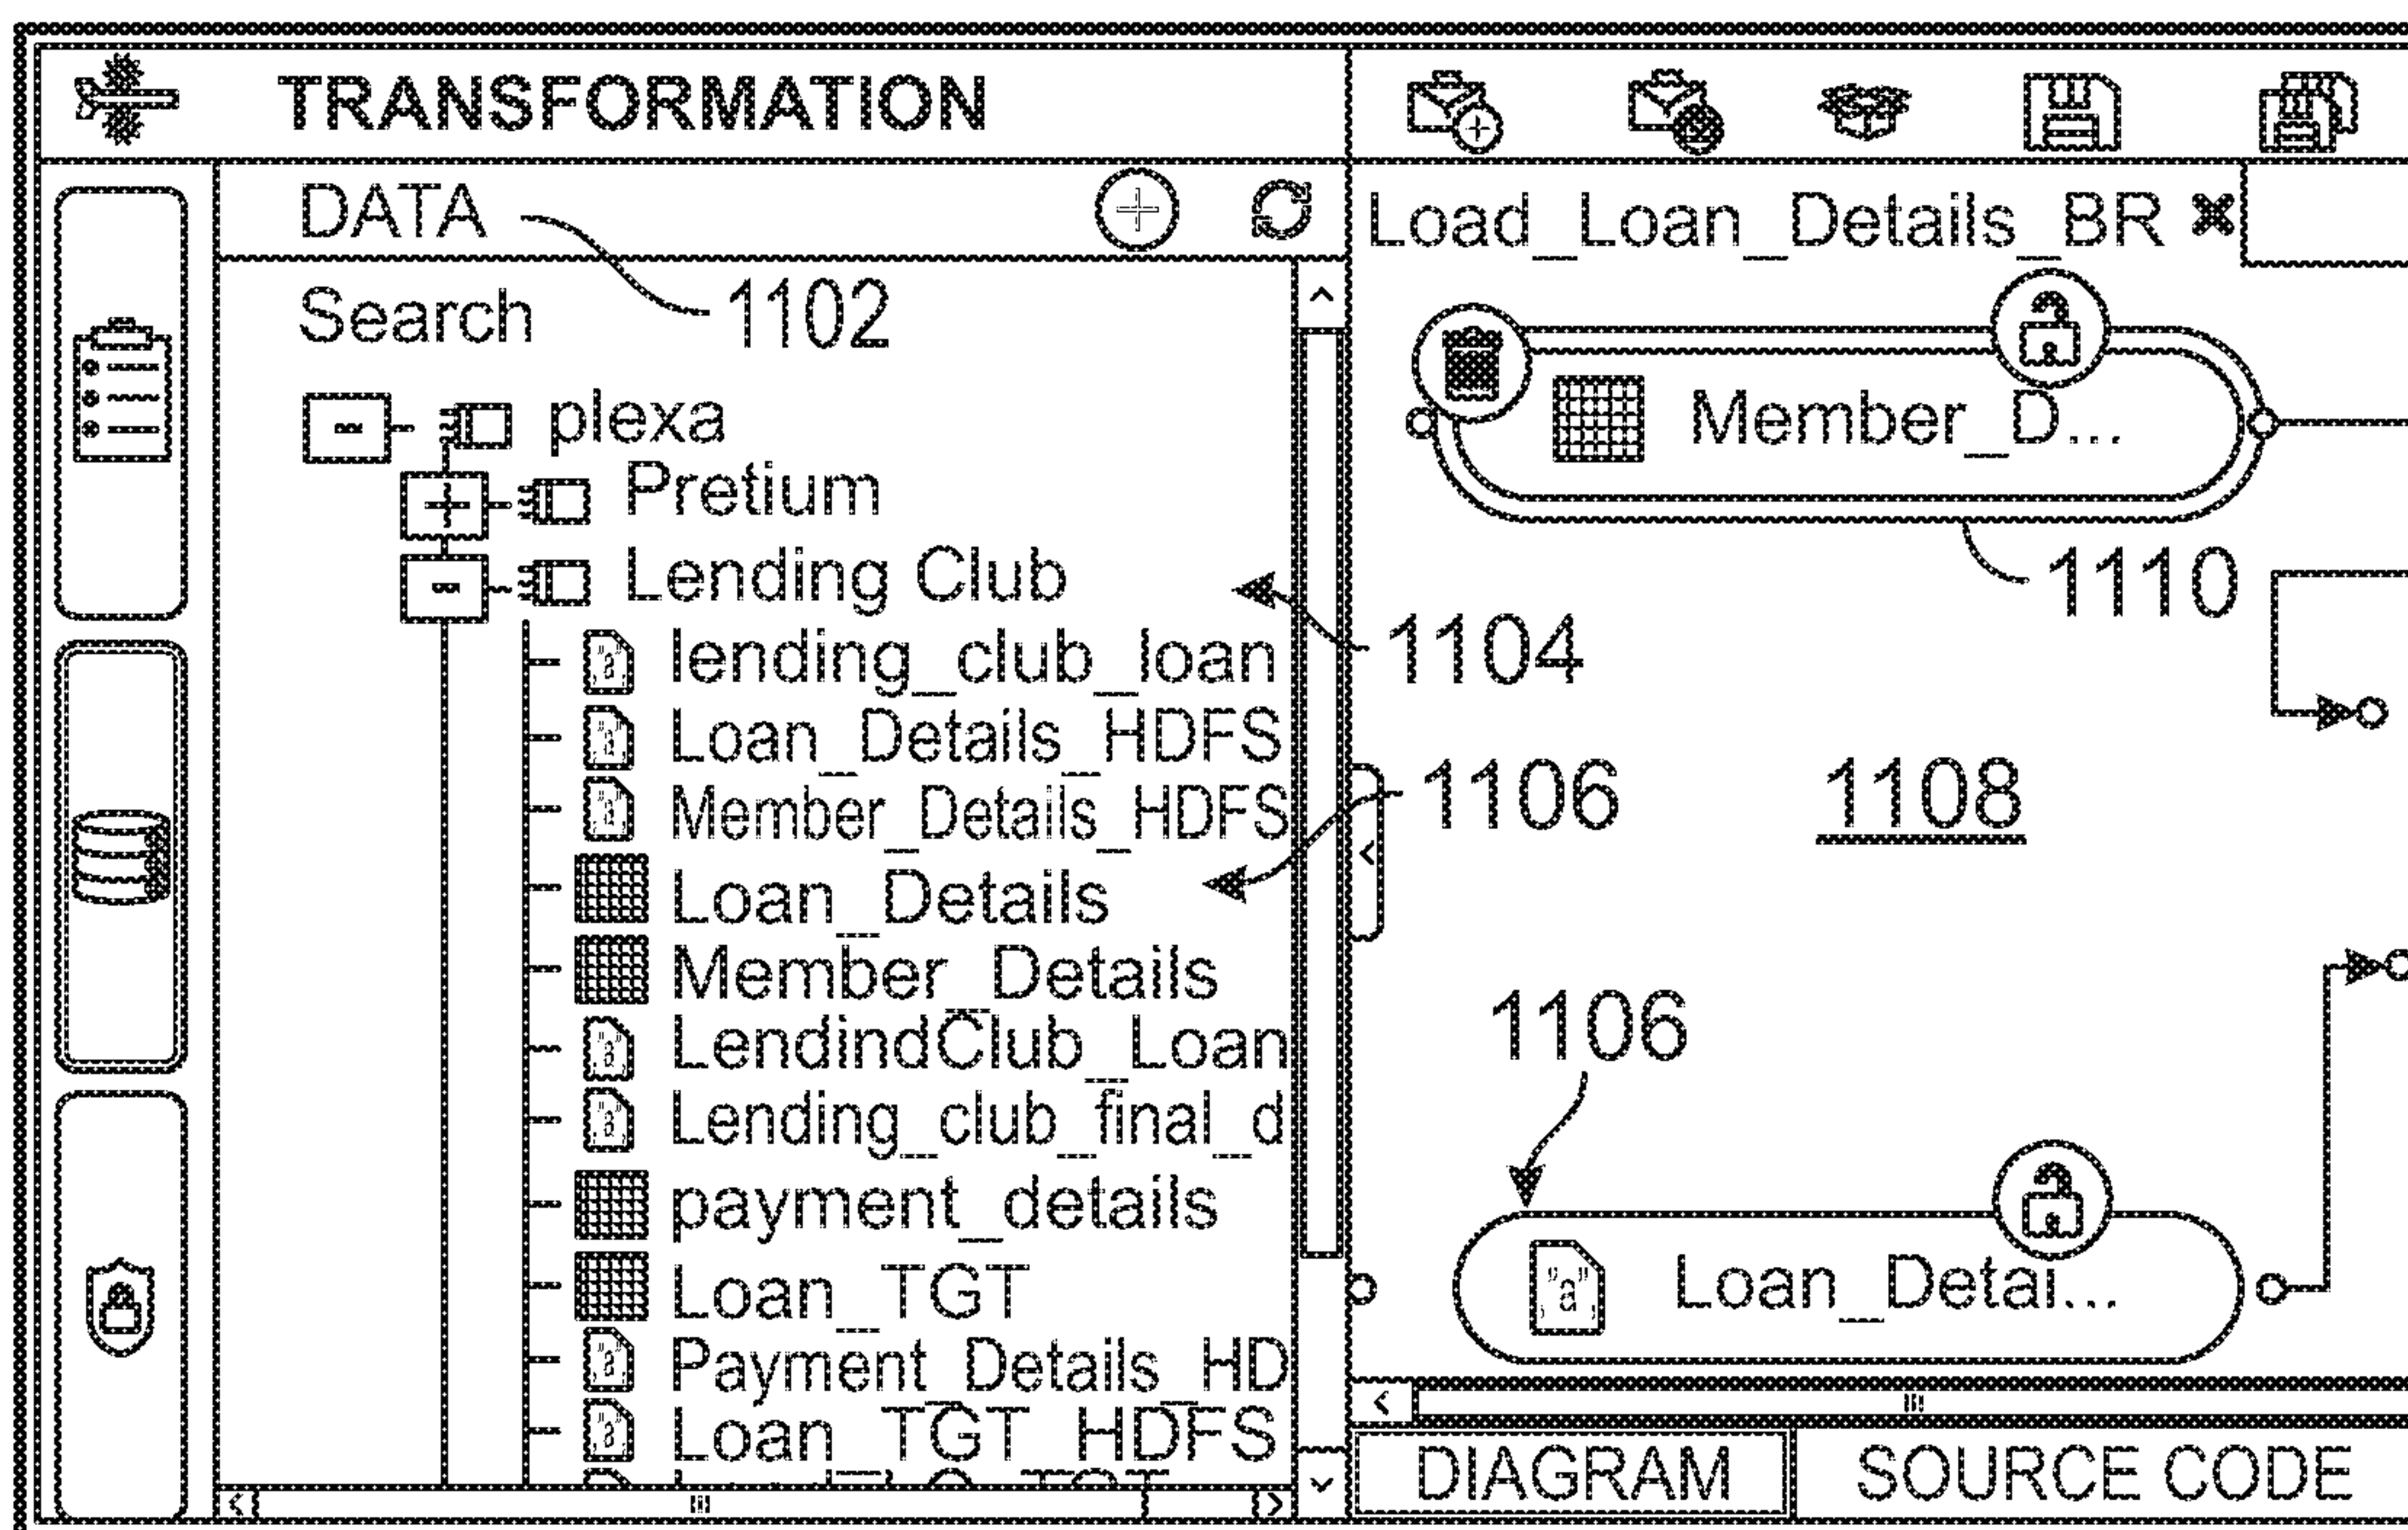 TRANSFORMATION
DATA
Search
1102
plexa
Pretium
Lending Club
lending_club_loan
Loan_Details_HDFS
Member_Details_HDFS
Loan_Details
Member_Details
LendindClub_Loan
Lending_club_final_d
payment_details
Loan_TGT
Payment_Details_HD
Loan_TGT_HDFS
Load_Loan_Details_BR
Member_D...
1110
1104
1106
1108
1106
"a" Loan_Detai...
DIAGRAM
SOURCE CODE